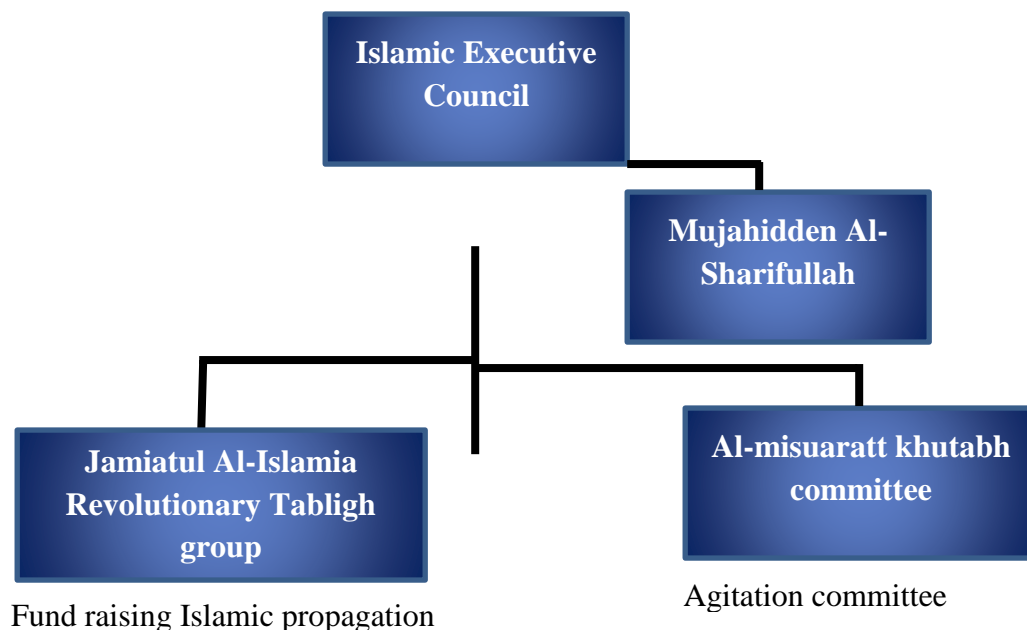 Islamic Executive
Council
Mujahidden Al-
Sharifullah
Jamiatul Al-Islamia
Revolutionary Tabligh
group
Al-misuaratt khutabh
committee
Fund raising Islamic propagation
Agitation committee